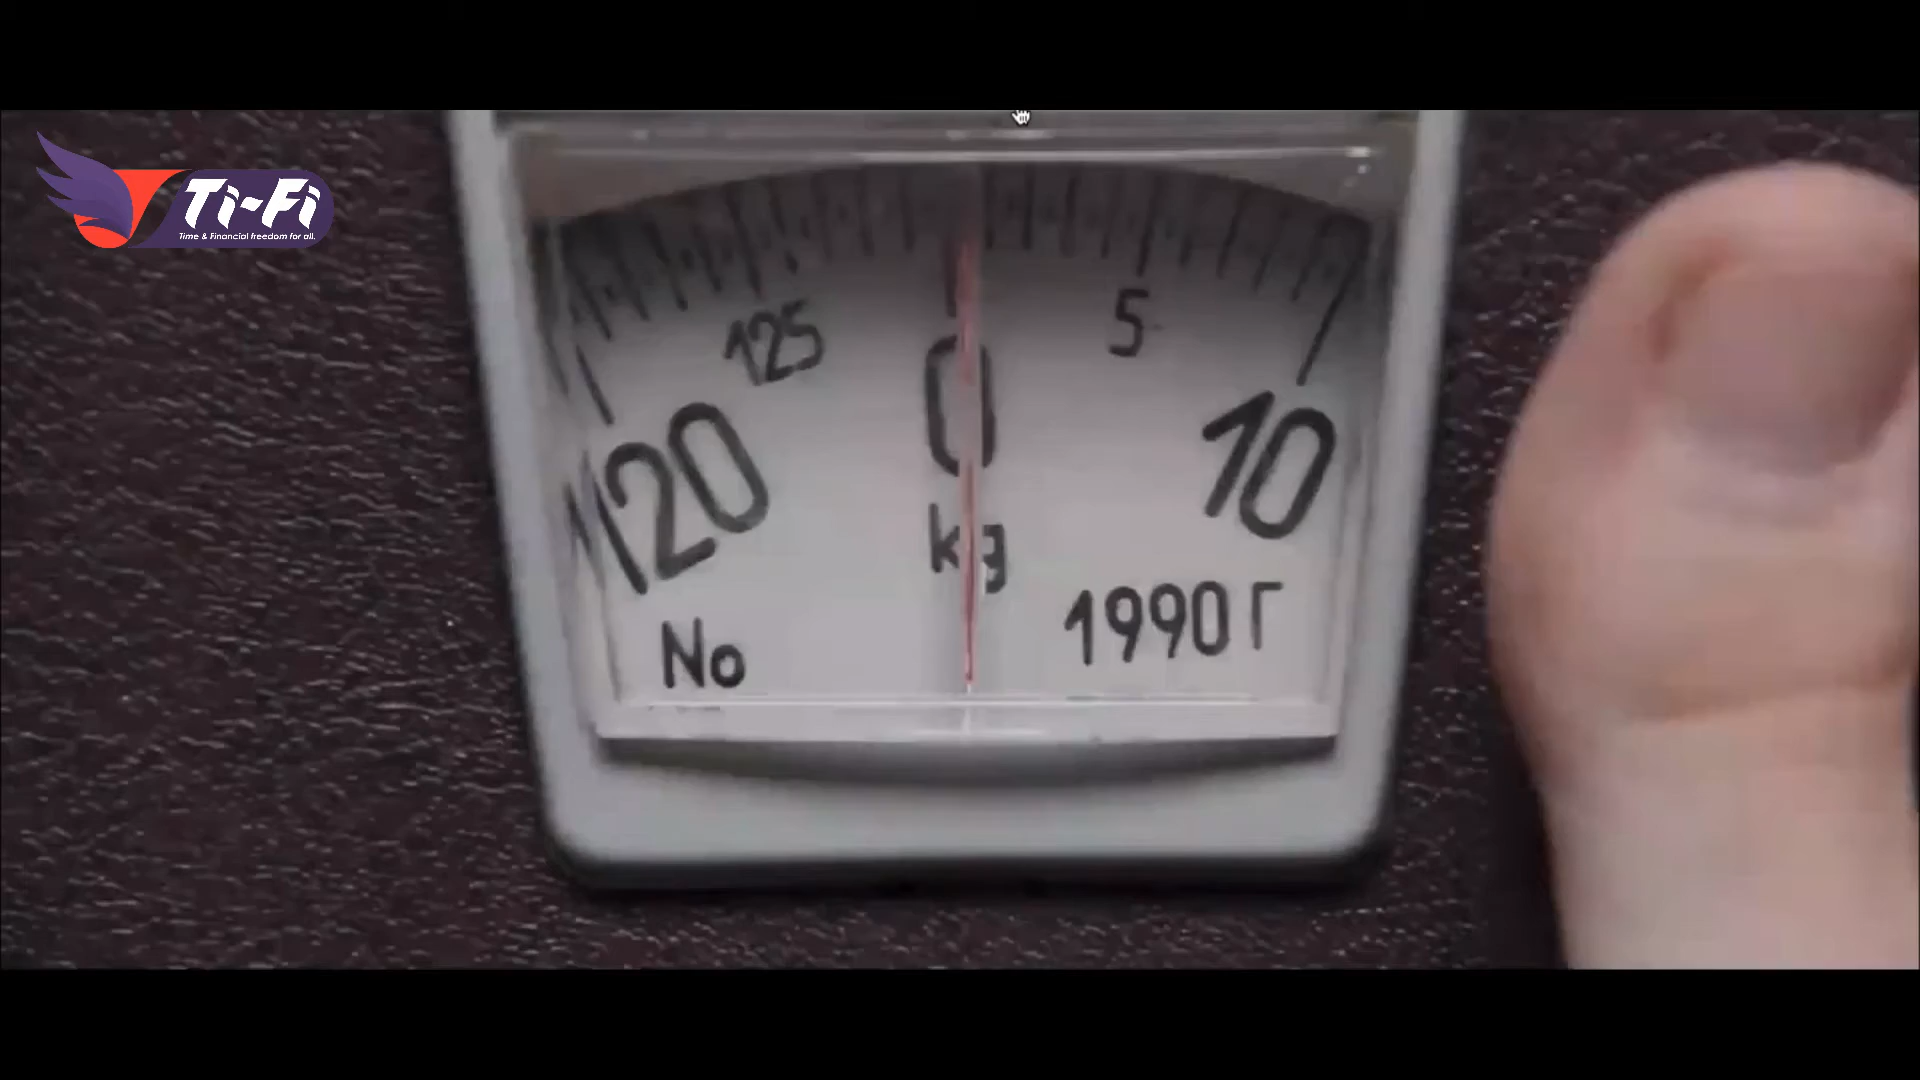 Ti-Fi
Time & Financial freedom for all.
125
0
5
120
10
kg
No
1990 Г